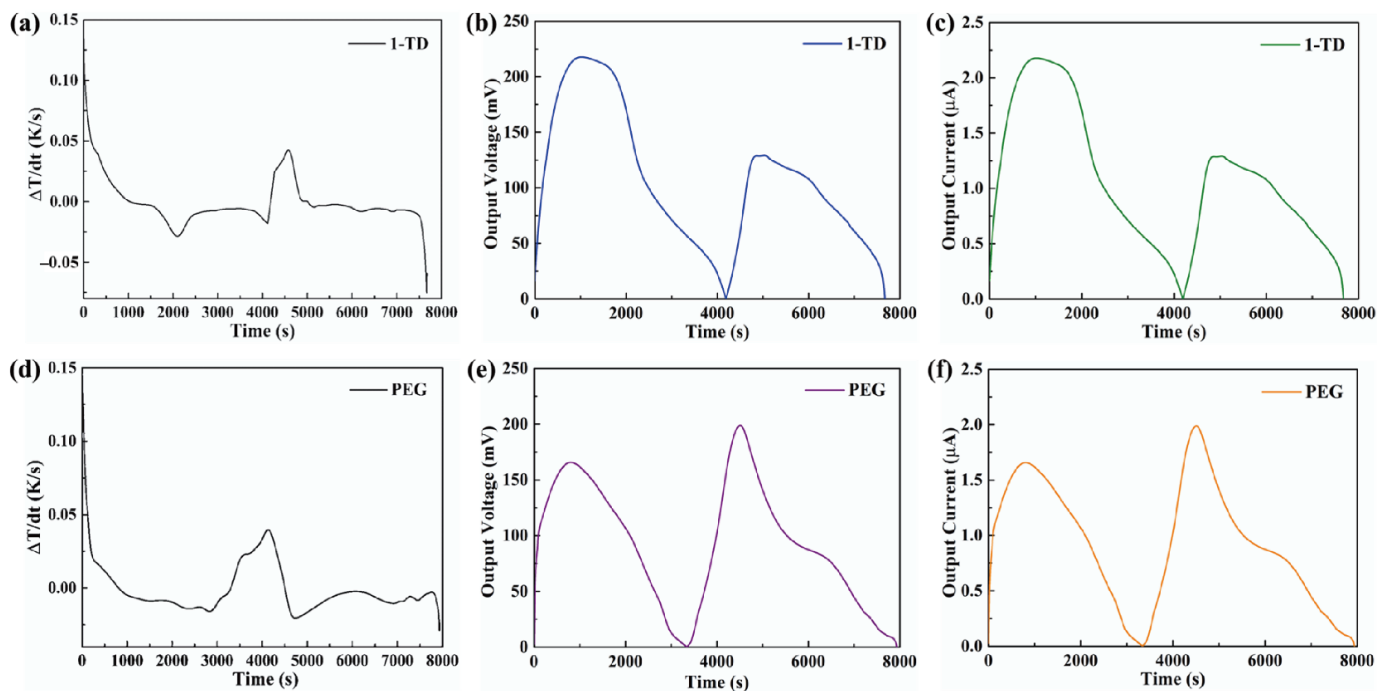 (a)
1-TD
0.15
0.10
0.05
0.00
−0.05
ΔT/dt (K/s)
0 1000 2000 3000 4000 5000 6000 7000 8000
Time (s)
(b)
1-TD
250
200
150
100
50
0
Output Voltage (mV)
0 2000 4000 6000 8000
Time (s)
(c)
1-TD
2.5
2.0
1.5
1.0
0.5
0.0
Output Current (μA)
0 2000 4000 6000 8000
Time (s)
(d)
PEG
0.15
0.10
0.05
0.00
ΔT/dt (K/s)
0 1000 2000 3000 4000 5000 6000 7000 8000
Time (s)
(e)
PEG
250
200
150
100
50
0
Output Voltage (mV)
0 2000 4000 6000 8000
Time (s)
(f)
PEG
2.5
2.0
1.5
1.0
0.5
0.0
Output Current (μA)
0 2000 4000 6000 8000
Time (s)